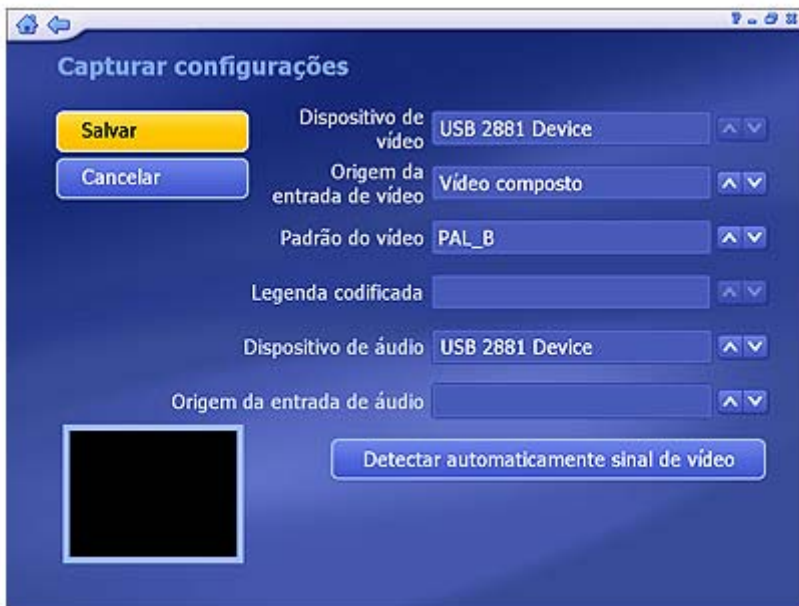 Capturar configurações
Salvar
Cancelar
Dispositivo de
vídeo
USB 2881 Device
Origem da
entrada de vídeo
Vídeo composto
Padrão do vídeo
PAL_B
Legenda codificada
Dispositivo de áudio
USB 2881 Device
Origem da entrada de áudio
Detectar automaticamente sinal de vídeo